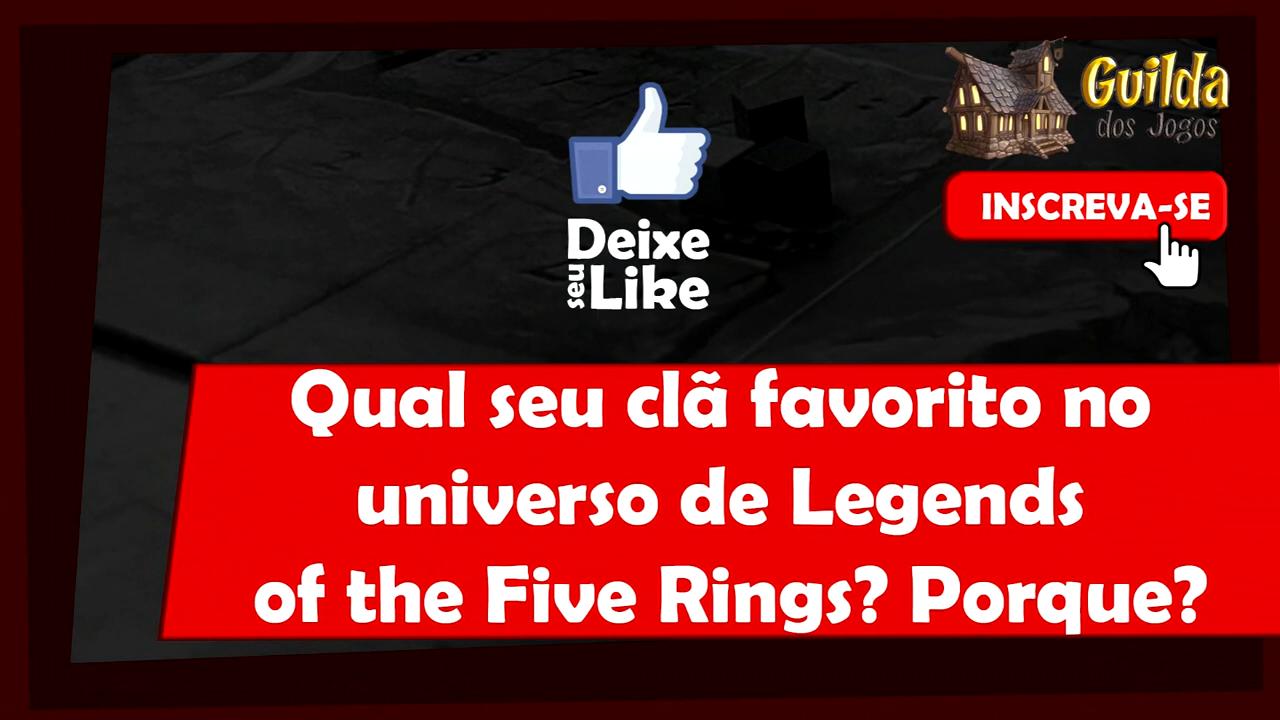 Guilda
dos Jogos
INSCREVA-SE
Deixe
seu Like
Qual seu clã favorito no
universo de Legends
of the Five Rings? Porque?